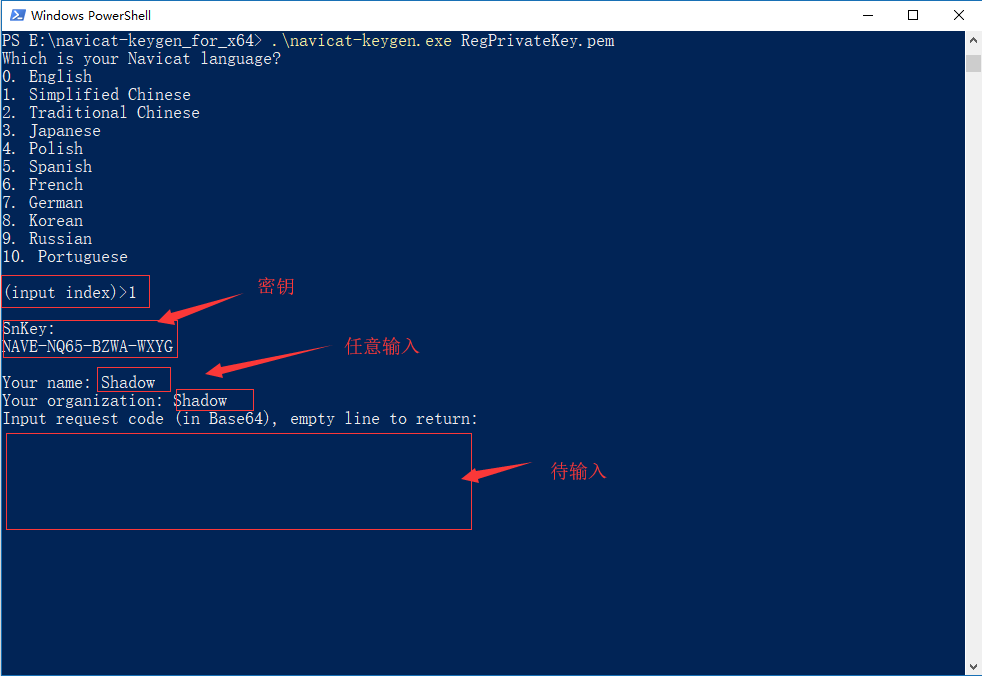 Windows PowerShell
PS E:\navicat-keygen_for_x64> .\navicat-keygen.exe RegPrivateKey.pem
Which is your Navicat language?
0. English
1. Simplified Chinese
2. Traditional Chinese
3. Japanese
4. Polish
5. Spanish
6. French
7. German
8. Korean
9. Russian
10. Portuguese
(input index)>1
密钥
SnKey:
NAVE-NQ65-BZWA-WXYG
任意输入
Your name: Shadow
Your organization: Shadow
Input request code (in Base64), empty line to return:
待输入